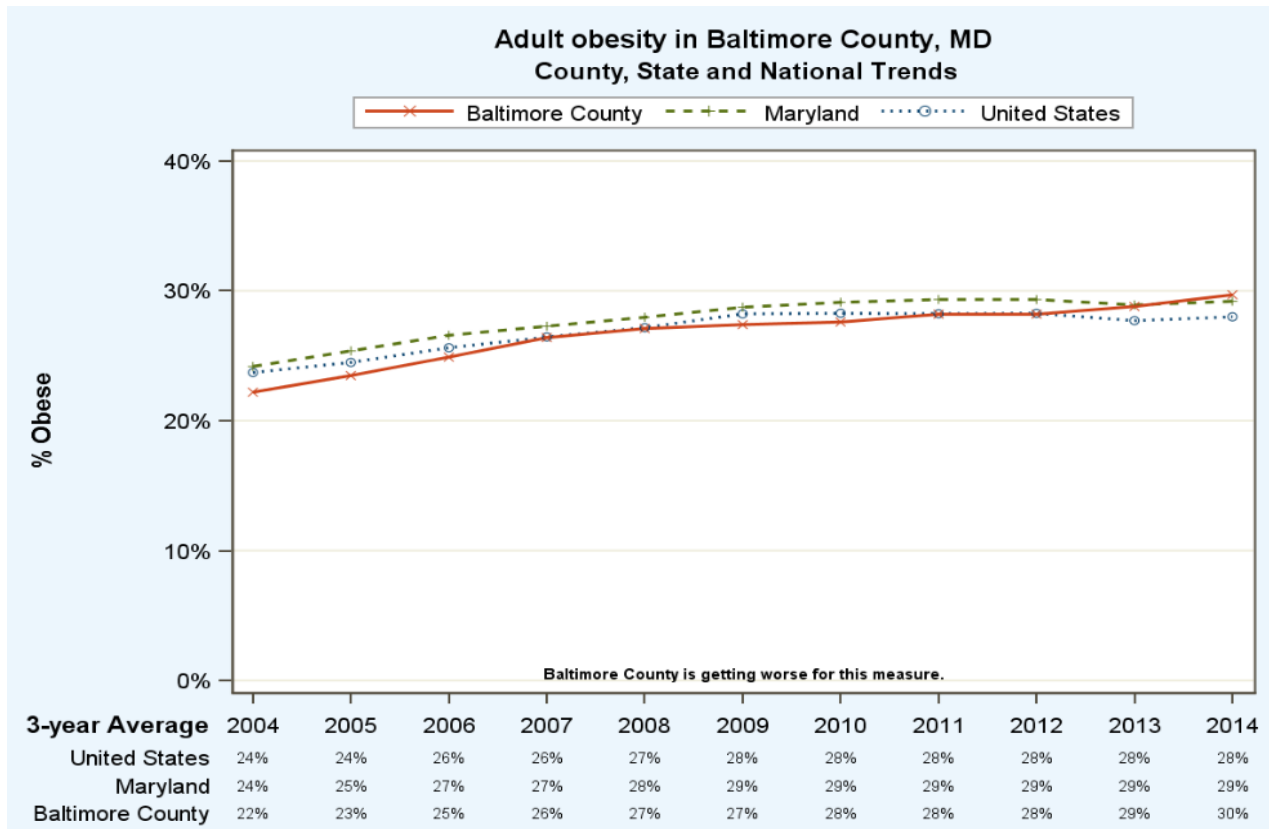 Adult obesity in Baltimore County, MD
County, State and National Trends
Baltimore County Maryland United States
40%
30%
20%
10%
0%
% Obese
Baltimore County is getting worse for this measure.
3-year Average 2004 2005 2006 2007 2008 2009 2010 2011 2012 2013 2014
United States 24% 24% 26% 26% 27% 28% 28% 28% 28% 28% 28%
Maryland 24% 25% 27% 27% 28% 29% 29% 29% 29% 29% 29%
Baltimore County 22% 23% 25% 26% 27% 27% 28% 28% 28% 29% 30%